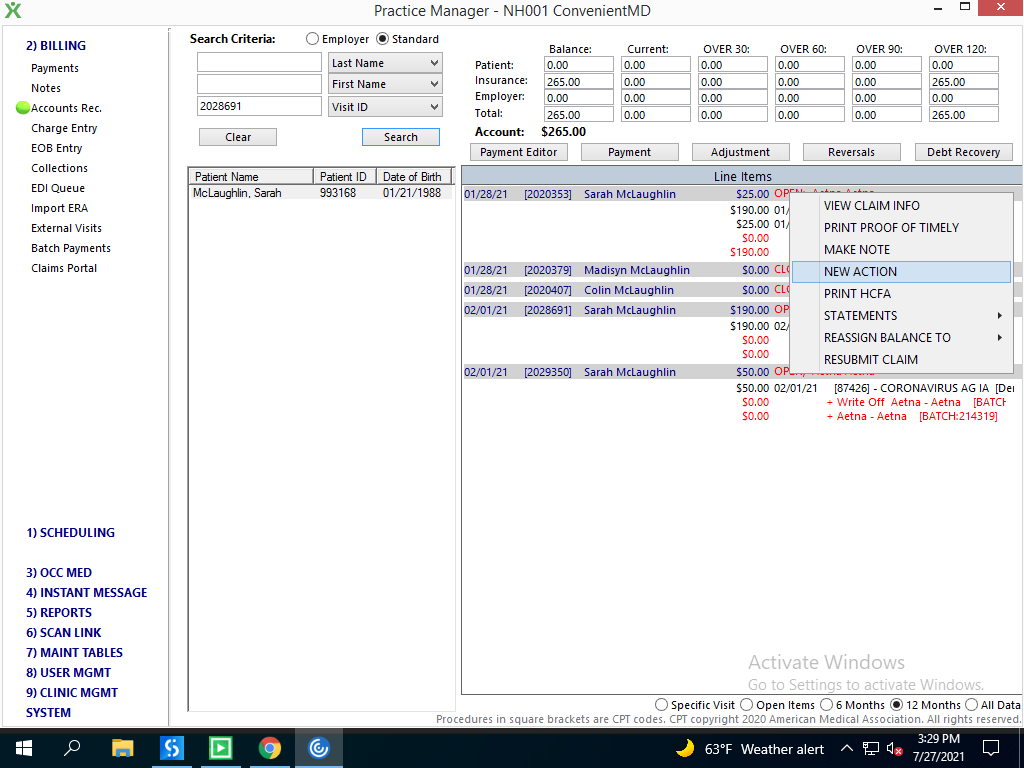 Practice Manager - NH001 ConvenientMD
2) BILLING
Payments
Notes
Accounts Rec.
Charge Entry
EOB Entry
Collections
EDI Queue
Import ERA
External Visits
Batch Payments
Claims Portal
1) SCHEDULING
3) OCC MED
4) INSTANT MESSAGE
5) REPORTS
6) SCAN LINK
7) MAINT TABLES
8) USER MGMT
9) CLINIC MGMT
SYSTEM
Search Criteria: Employer Standard
Last Name
First Name
2028691 Visit ID
Clear Search
Balance: Current: OVER 30: OVER 60: OVER 90: OVER 120:
Patient: 0.00 0.00 0.00 0.00 0.00 0.00
Insurance: 265.00 0.00 0.00 0.00 0.00 265.00
Employer: 0.00 0.00 0.00 0.00 0.00 0.00
Total: 265.00 0.00 0.00 0.00 0.00 265.00
Account: $265.00
Payment Editor Payment Adjustment Reversals Debt Recovery
Patient Name Patient ID Date of Birth
McLaughlin, Sarah 993168 01/21/1988
Line Items
01/28/21 [2020353] Sarah McLaughlin $25.00 OPEN, Aetna Aetna
$190.00 01/
$25.00 01/
$0.00
$190.00
01/28/21 [2020379] Madisyn McLaughlin $0.00 CLO
01/28/21 [2020407] Colin McLaughlin $0.00 CLO
02/01/21 [2028691] Sarah McLaughlin $190.00 OP
$190.00 02/
$0.00
$0.00
02/01/21 [2029350] Sarah McLaughlin $50.00 OPEN, Aetna Aetna
$50.00 02/01/21 [87426] - CORONAVIRUS AG IA [Der
$0.00 + Write Off Aetna - Aetna [BATCH
$0.00 + Aetna - Aetna [BATCH:214319]
VIEW CLAIM INFO
PRINT PROOF OF TIMELY
MAKE NOTE
NEW ACTION
PRINT HCFA
STATEMENTS
REASSIGN BALANCE TO
RESUBMIT CLAIM
Activate Windows
Go to Settings to activate Windows.
Specific Visit Open Items 6 Months 12 Months All Data
Procedures in square brackets are CPT codes. CPT copyright 2020 American Medical Association. All rights reserved.
63°F Weather alert
3:29 PM
7/27/2021